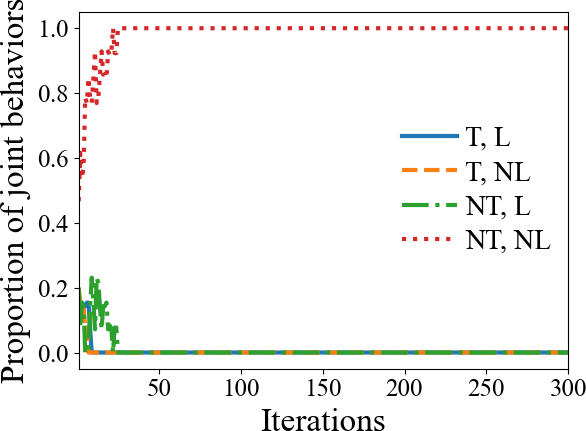 Proportion of joint behaviors
1.0
0.8
0.6
0.4
0.2
0.0
T, L
T, NL
NT, L
NT, NL
50 100 150 200 250 300
Iterations